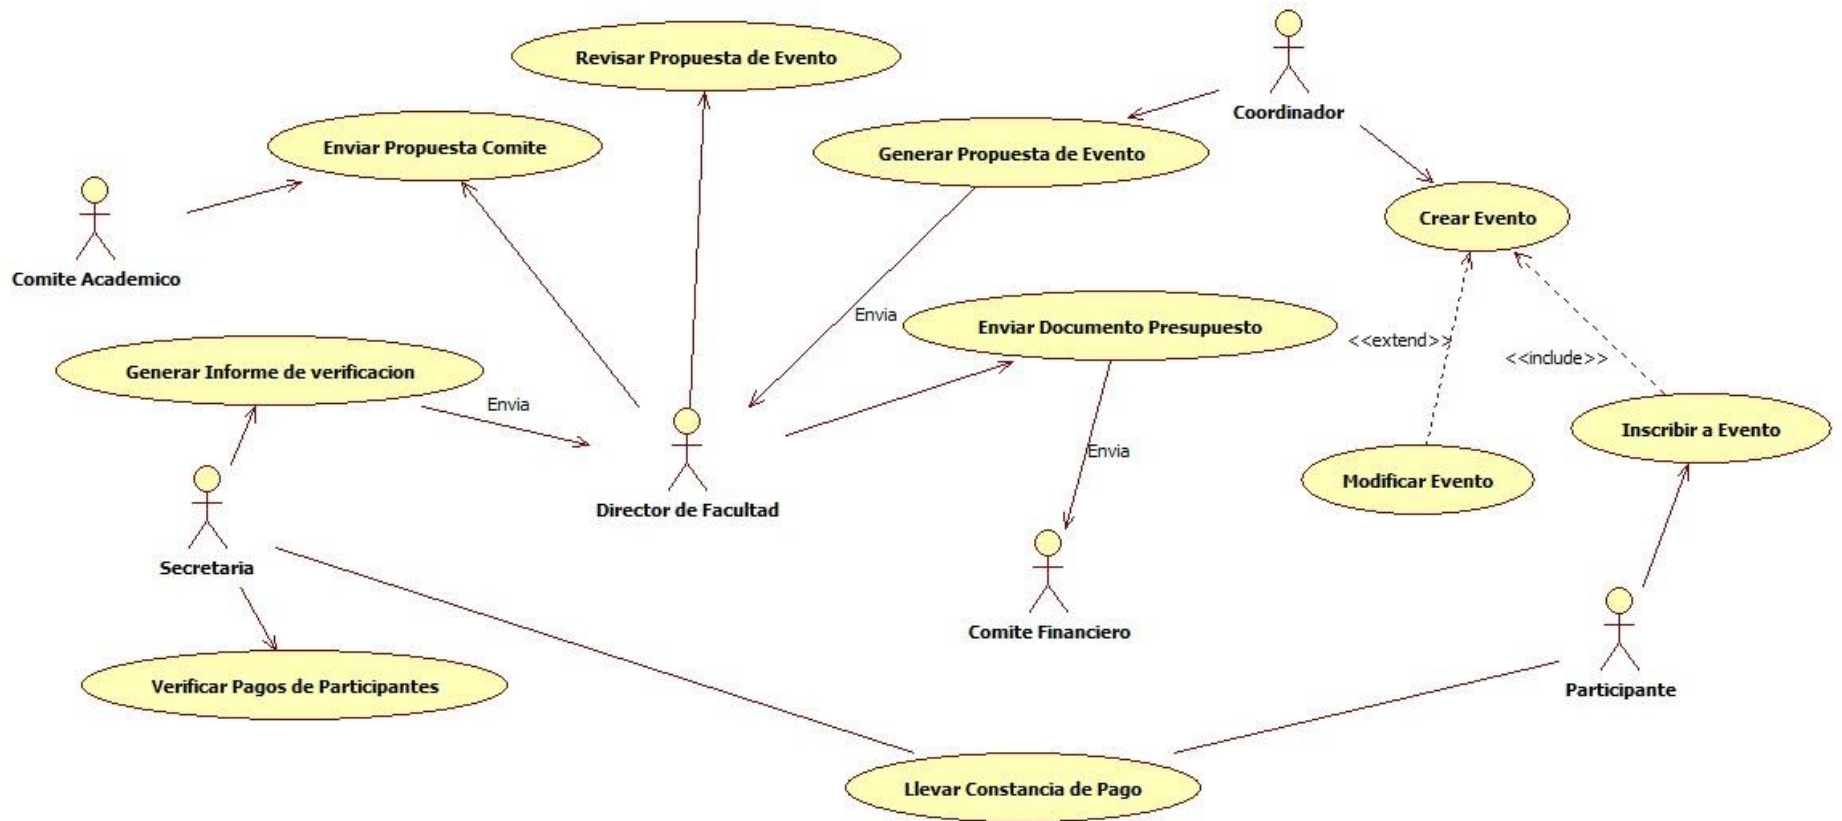 Revisar Propuesta de Evento
Coordinador
Enviar Propuesta Comite
Generar Propuesta de Evento
Crear Evento
Comite Academico
Envia
Enviar Documento Presupuesto
<<extend>>
<<include>>
Generar Informe de verificacion
Envia
Inscribir a Evento
Envia
Modificar Evento
Director de Facultad
Secretaria
Comite Financiero
Verificar Pagos de Participantes
Participante
Llevar Constancia de Pago